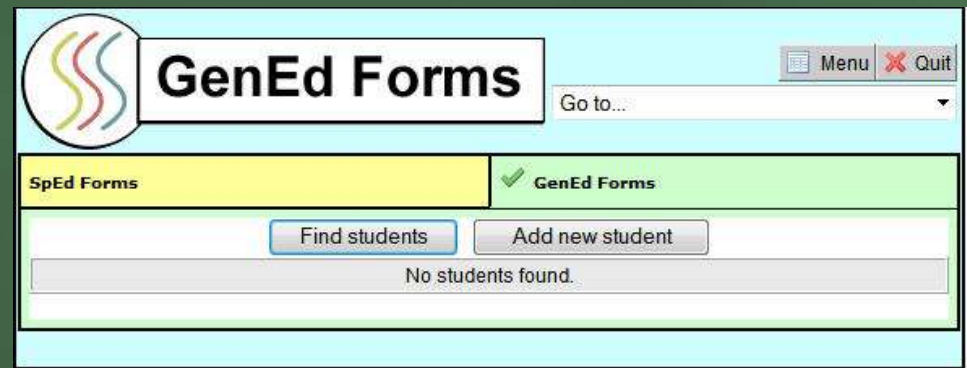 GenEd Forms
Menu Quit
Go to...
SpEd Forms
GenEd Forms
Find students Add new student
No students found.